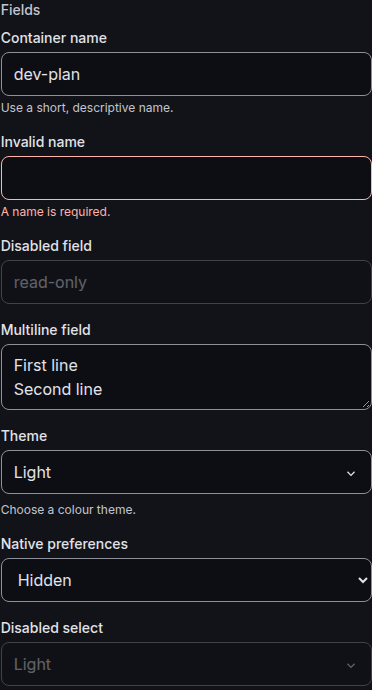 Fields
Container name
dev-plan
Use a short, descriptive name.
Invalid name
A name is required.
Disabled field
read-only
Multiline field
First line
Second line
Theme
Light
Choose a colour theme.
Native preferences
Hidden
Disabled select
Light